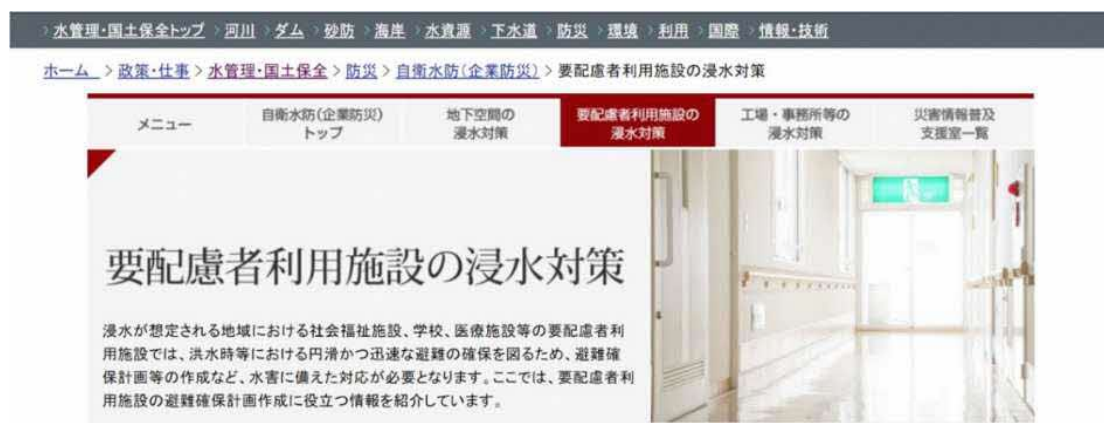 > 水管理・国土保全トップ > 河川 > ダム > 砂防 > 海岸 > 水資源 > 下水道 > 防災 > 環境 > 利用 > 国際 > 情報・技術
ホーム > 政策・仕事 > 水管理・国土保全 > 防災 > 自衛水防(企業防災) > 要配慮者利用施設の浸水対策
メニュー
自衛水防(企業防災)
トップ
地下空間の
浸水対策
要配慮者利用施設の
浸水対策
工場・事務所等の
浸水対策
災害情報普及
支援室一覧
要配慮者利用施設の浸水対策
浸水が想定される地域における社会福祉施設、学校、医療施設等の要配慮者利
用施設では、洪水時等における円滑かつ迅速な避難の確保を図るため、避難確
保計画等の作成など、水害に備えた対応が必要となります。ここでは、要配慮者利
用施設の避難確保計画作成に役立つ情報を紹介しています。